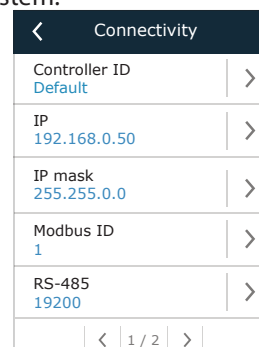 stem.
Connectivity
Controller ID
Default
IP
192.168.0.50
IP mask
255.255.0.0
Modbus ID
1
RS-485
19200
1 / 2